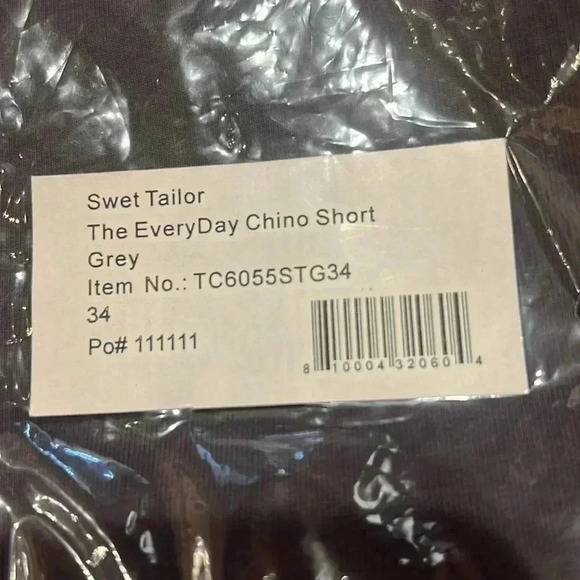 Swet Tailor
The EveryDay Chino Short
Grey
Item No.: TC6055STG34
34
Po# 111111
8 10004 32060 4